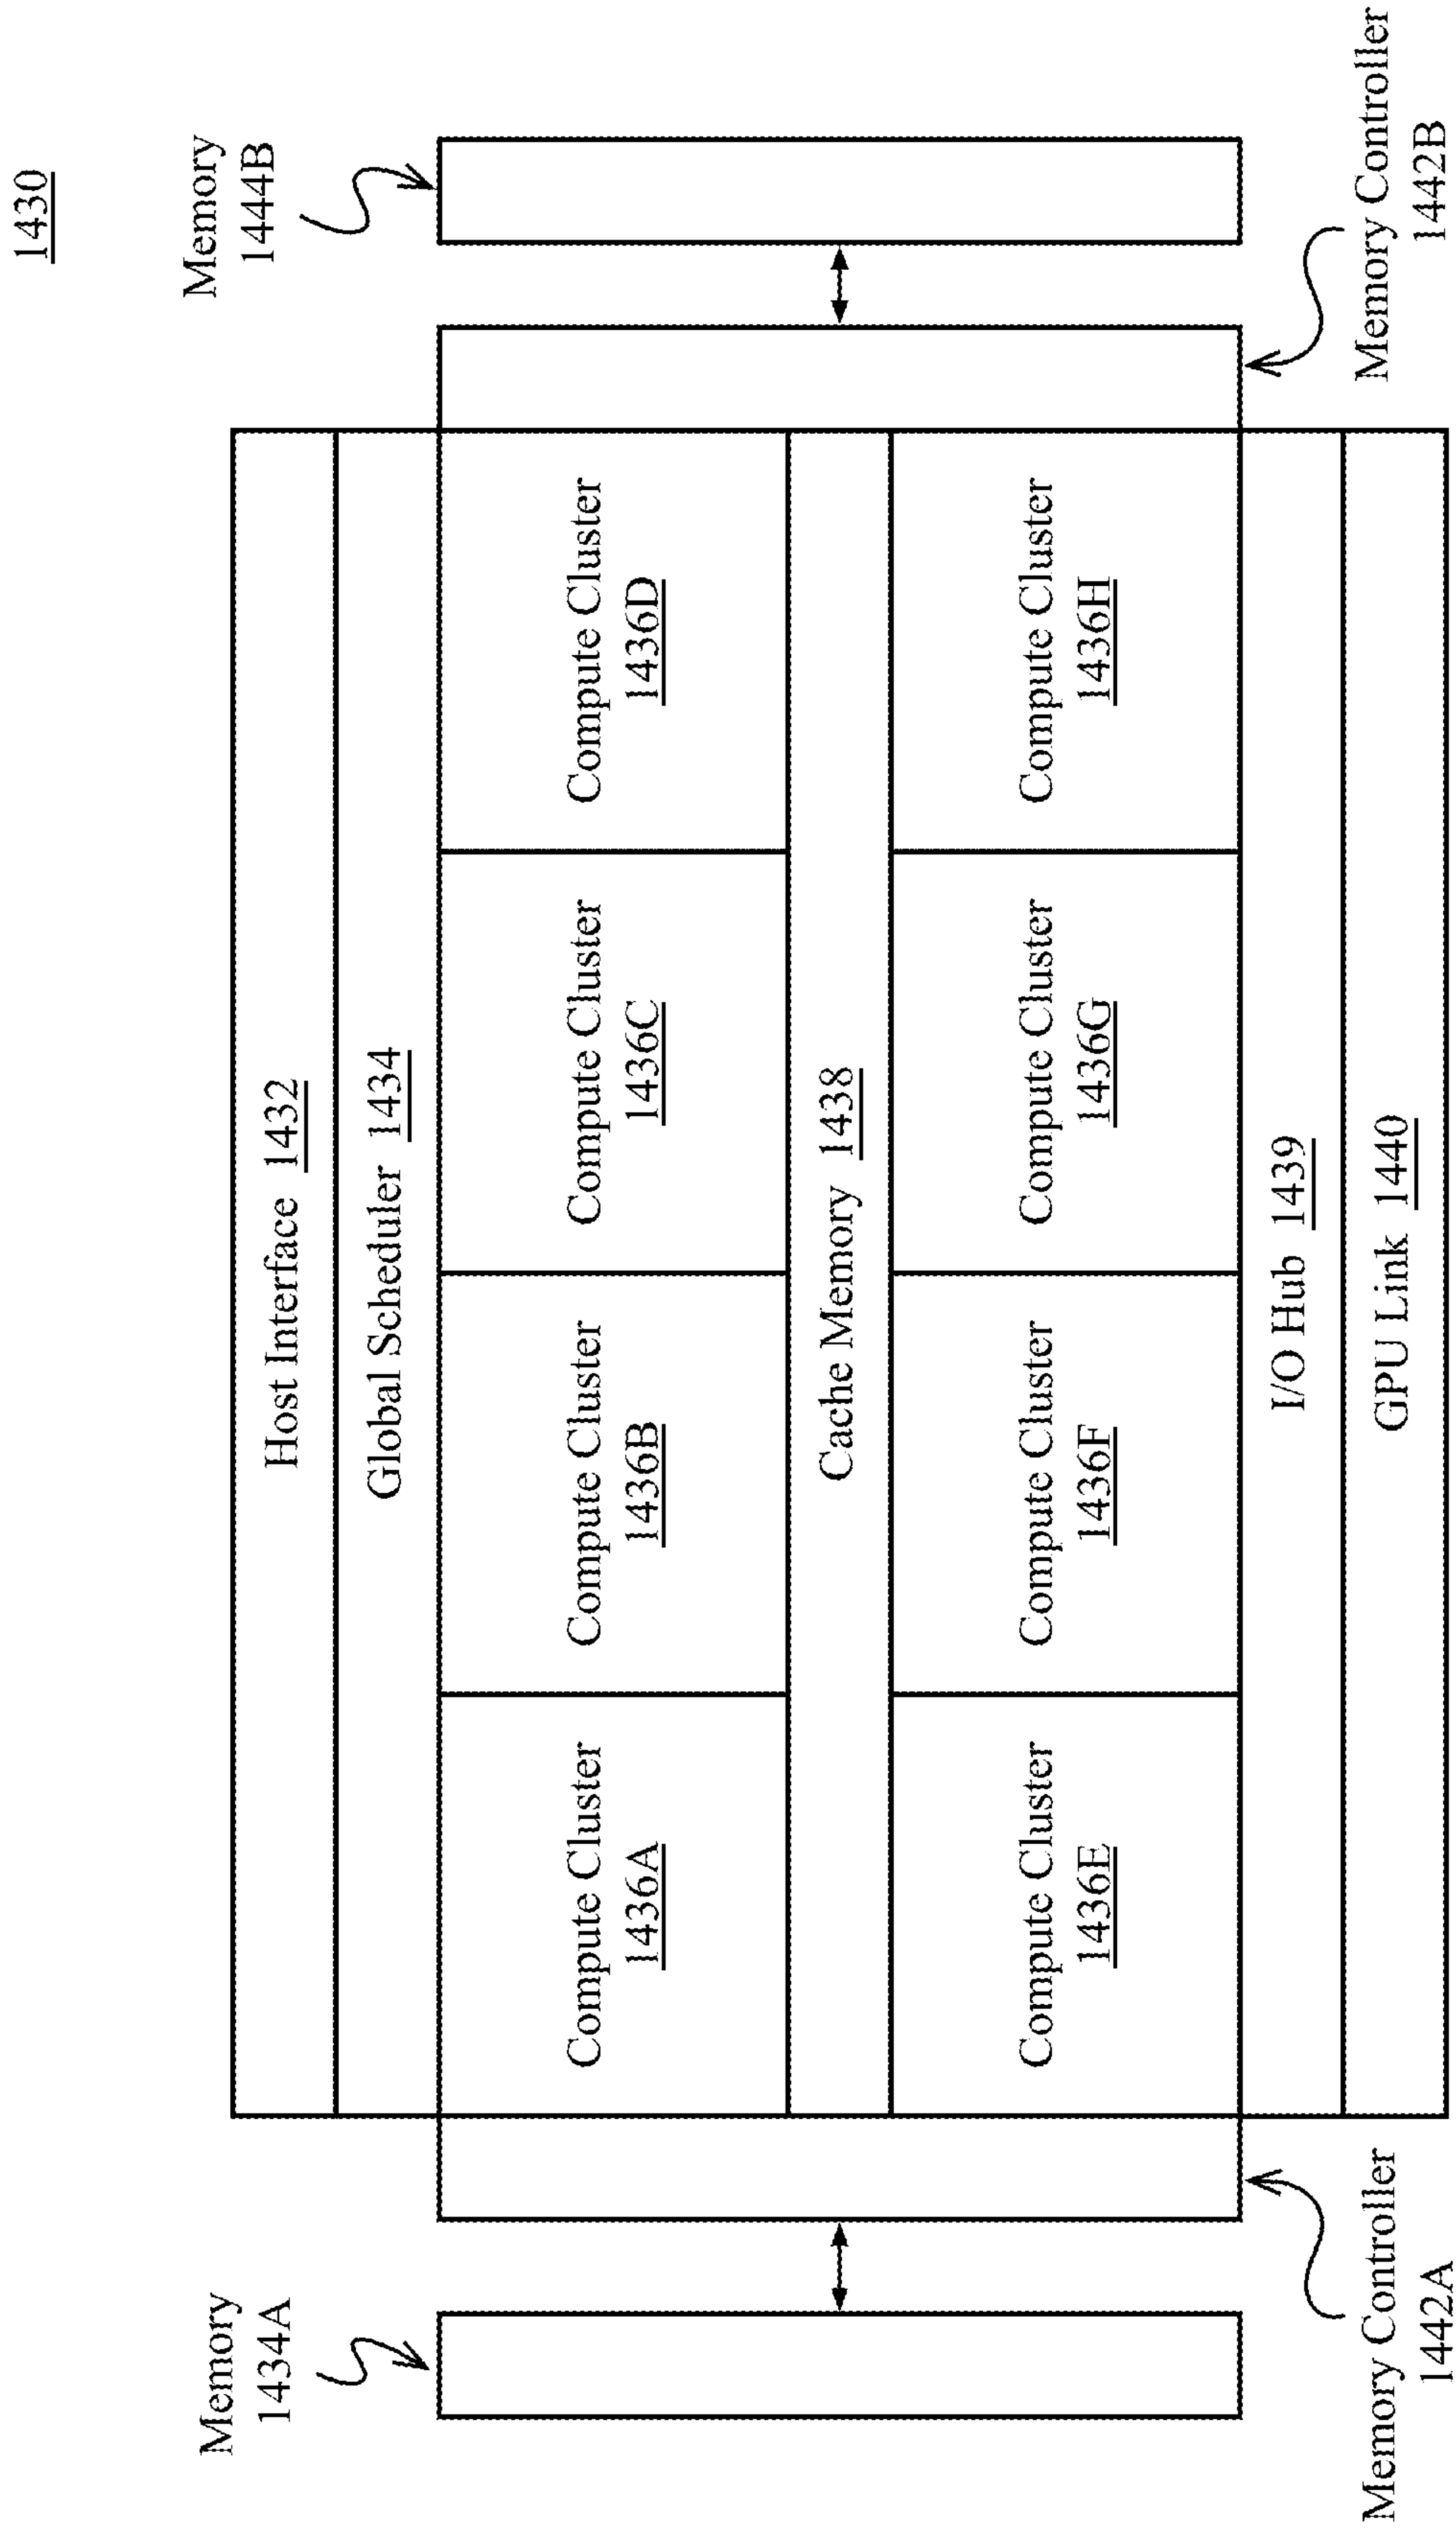 1430
Memory
1434A
Memory
1444B
Host Interface 1432
Global Scheduler 1434
Compute Cluster
1436A
Compute Cluster
1436B
Compute Cluster
1436C
Compute Cluster
1436D
Cache Memory 1438
Compute Cluster
1436E
Compute Cluster
1436F
Compute Cluster
1436G
Compute Cluster
1436H
I/O Hub 1439
GPU Link 1440
Memory Controller
1442A
Memory Controller
1442B